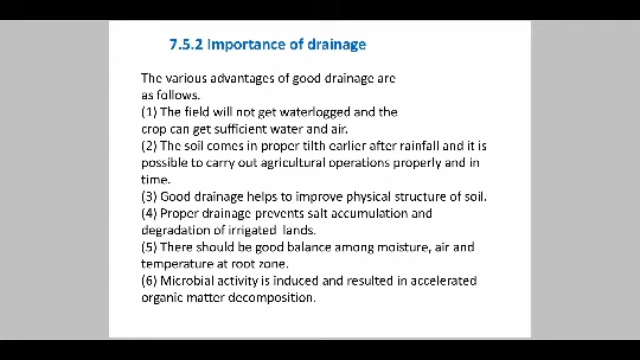 7.5.2 Importance of drainage
The various advantages of good drainage are
as follows.
(1) The field will not get waterlogged and the
crop can get sufficient water and air.
(2) The soil comes in proper tilth earlier after rainfall and it is
possible to carry out agricultural operations properly and in
time.
(3) Good drainage helps to improve physical structure of soil.
(4) Proper drainage prevents salt accumulation and
degradation of irrigated lands.
(5) There should be good balance among moisture, air and
temperature at root zone.
(6) Microbial activity is induced and resulted in accelerated
organic matter decomposition.